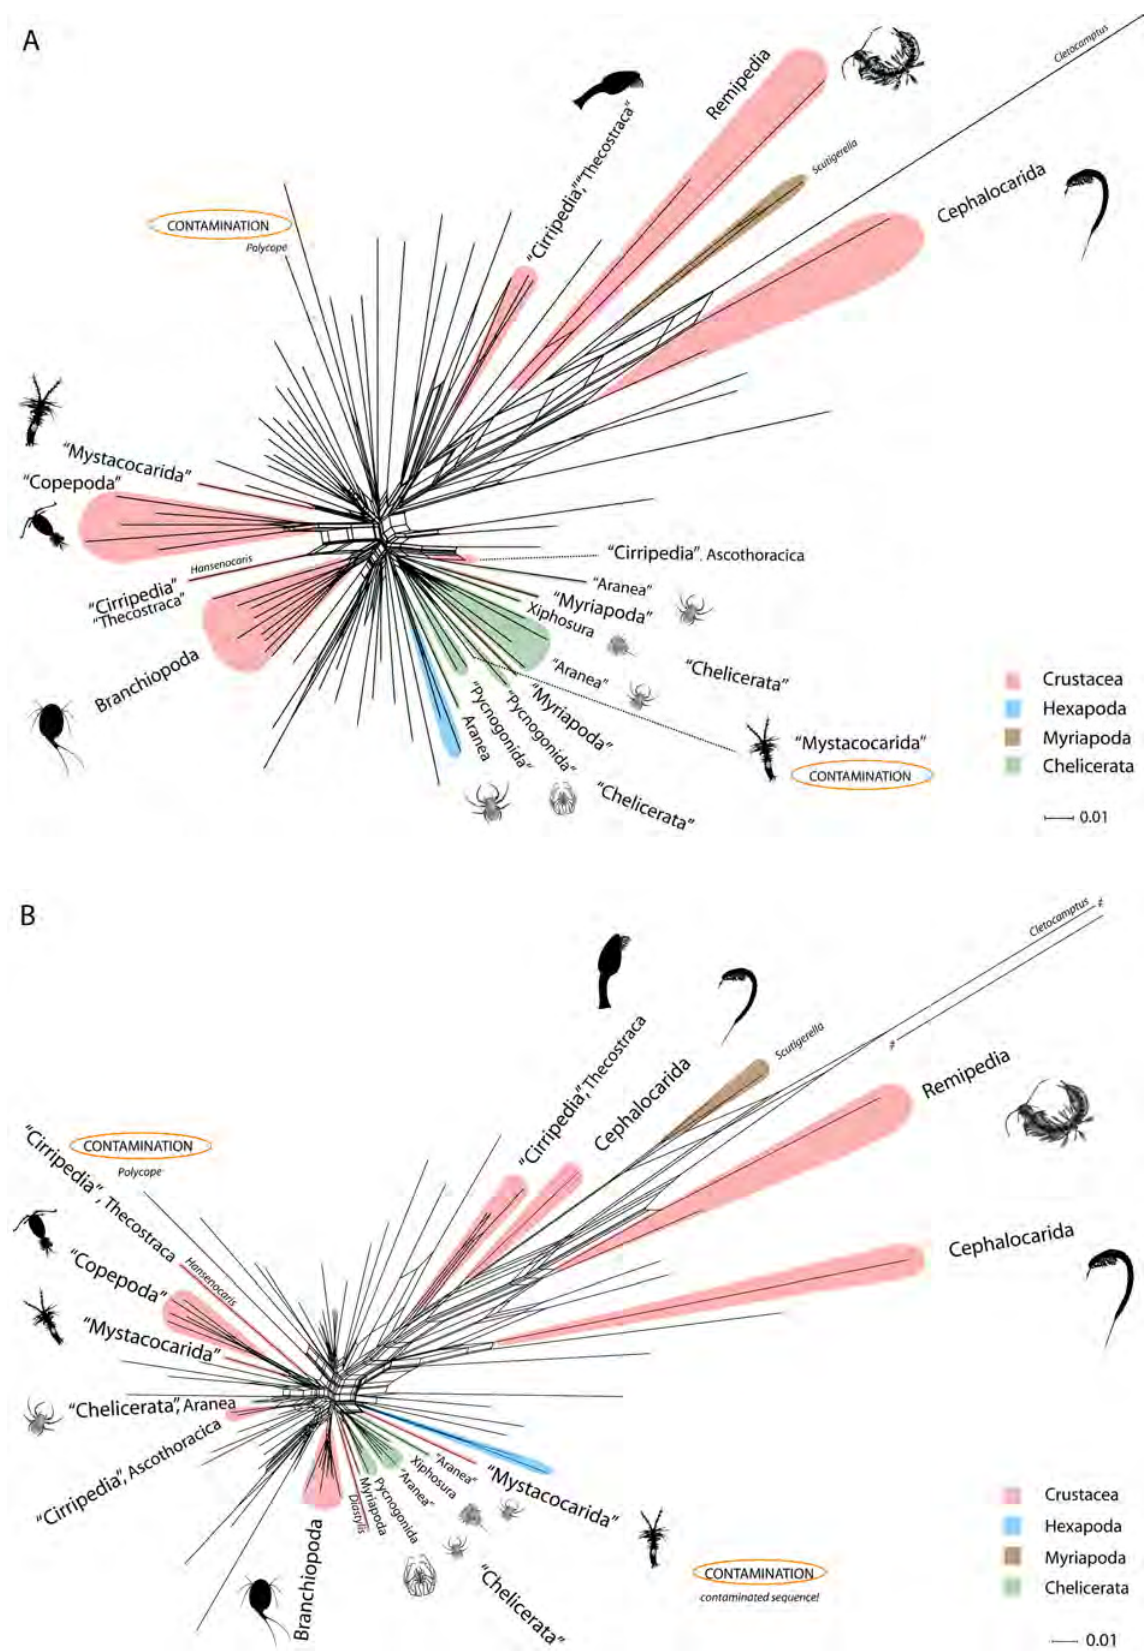 A
Cletocamptus
Remipedia
"Cirripedia,""Thecostraca"
Scutigerella
Cephalocarida
CONTAMINATION
Polycope
"Mystacocarida"
"Copepoda"
Hansenocaris
"Cirripedia"
"Thecostraca"
Branchiopoda
"Cirripedia", Ascothoracica
"Aranea"
"Myriapoda"
Xiphosura
"Chelicerata"
"Aranea"
"Myriapoda"
"Pycnogonida"
"Pycnogonida"
Aranea
"Chelicerata"
"Mystacocarida"
CONTAMINATION
Crustacea
Hexapoda
Myriapoda
Chelicerata
0.01
B
Cletocamptus
≠
≠
"Cirripedia", Thecostraca
Cephalocarida
Scutigerella
Remipedia
CONTAMINATION
Polycope
"Cirripedia", Thecostraca
Hansenocaris
"Copepoda"
"Mystacocarida"
Cephalocarida
"Chelicerata", Aranea
"Cirripedia", Ascothoracica
Branchiopoda
Diastylis
Myriapoda
Pycnogonida
"Aranea"
Xiphosura
"Aranea"
"Mystacocarida"
"Chelicerata"
CONTAMINATION
contaminated sequence!
Crustacea
Hexapoda
Myriapoda
Chelicerata
0.01